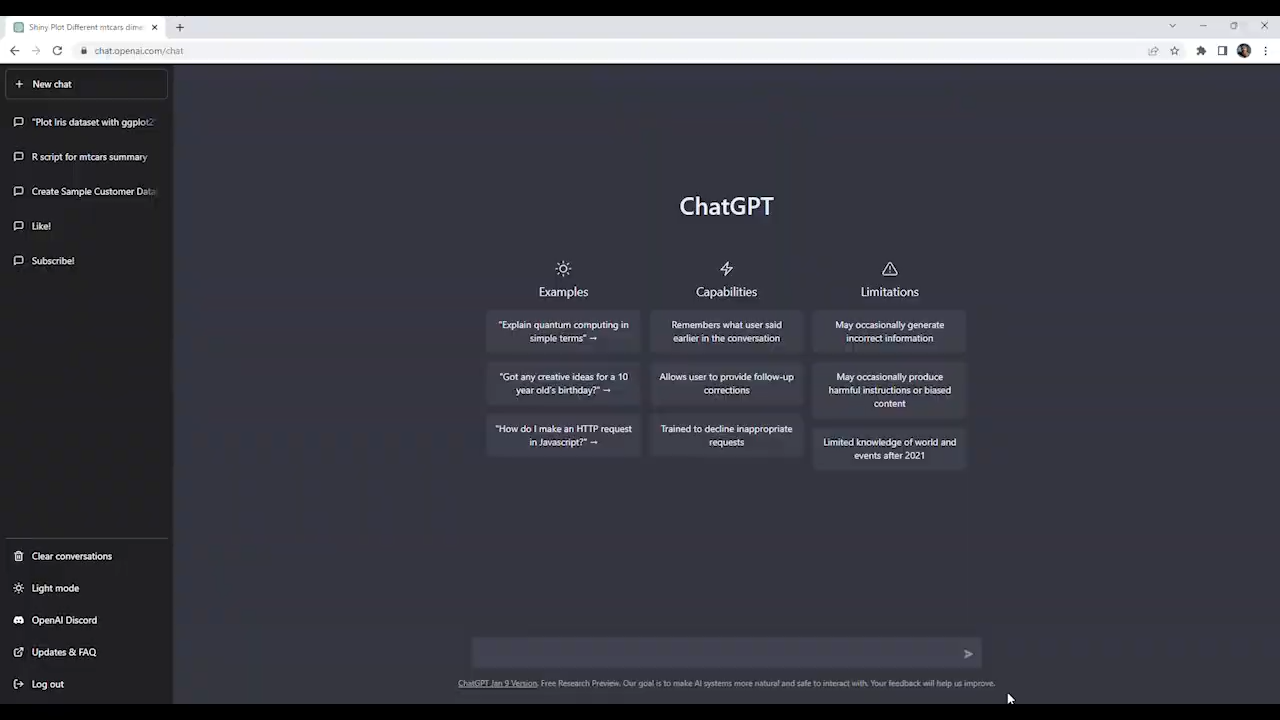 Shiny Plot Different mtcars dime
chat.openai.com/chat
New chat
"Plot Iris dataset with ggplot2"
R script for mtcars summary
Create Sample Customer Data
Like!
Subscribe!
Clear conversations
Light mode
OpenAI Discord
Updates & FAQ
Log out
ChatGPT
Examples
"Explain quantum computing in
simple terms" →
"Got any creative ideas for a 10
year old's birthday?" →
"How do I make an HTTP request
in Javascript?" →
Capabilities
Remembers what user said
earlier in the conversation
Allows user to provide follow-up
corrections
Trained to decline inappropriate
requests
Limitations
May occasionally generate
incorrect information
May occasionally produce
harmful instructions or biased
content
Limited knowledge of world and
events after 2021
ChatGPT Jan 9 Version. Free Research Preview. Our goal is to make AI systems more natural and safe to interact with. Your feedback will help us improve.